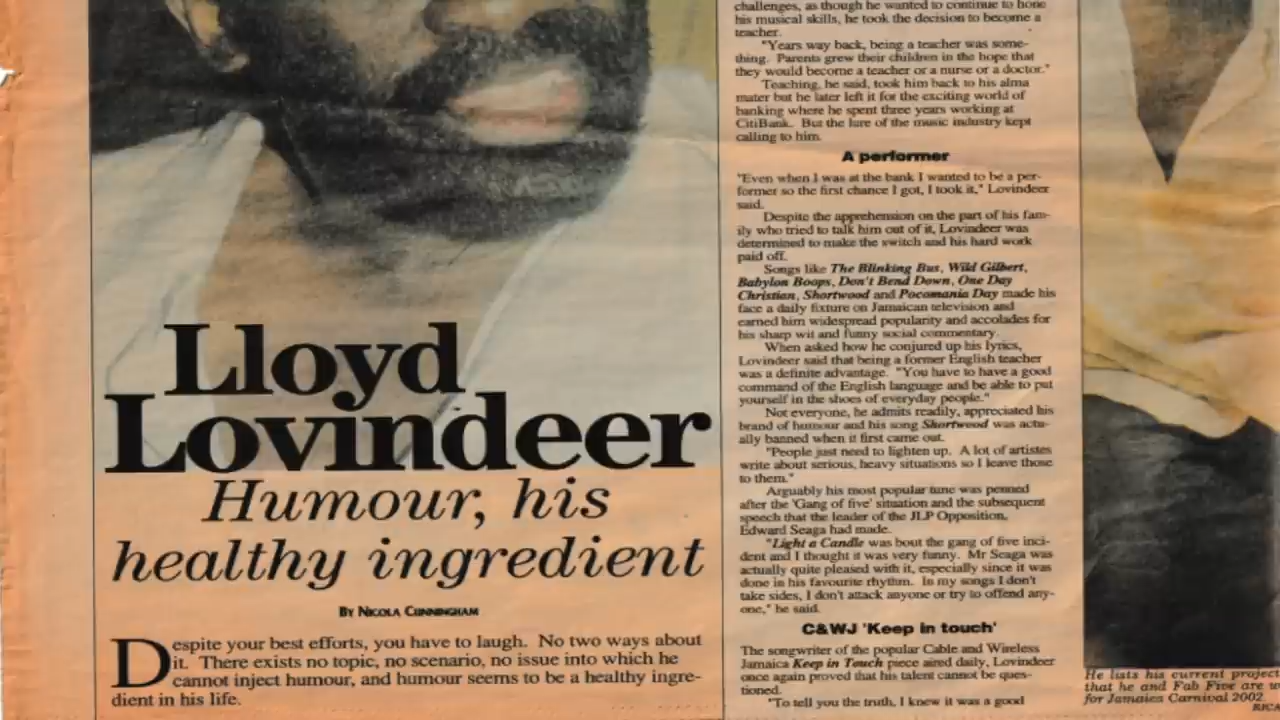 Lloyd
Lovindeer
Humour, his
healthy ingredient
BY NICOLA CUNNINGHAM
Despite your best efforts, you have to laugh. No two ways about
it. There exists no topic, no scenario, no issue into which he
cannot inject humour, and humour seems to be a healthy ingre-
dient in his life.
challenges, as though he wanted to continue to hone
his musical skills, he took the decision to become a
teacher.
"Years way back, being a teacher was some-
thing. Parents grew their children in the hope that
they would become a teacher or a nurse or a doctor."
Teaching, he said, took him back to his alma
mater but he later left it for the exciting world of
banking where he spent three years working at
CitiBank. But the lure of the music industry kept
calling to him.
A performer
"Even when I was at the bank I wanted to be a per-
former so the first chance I got, I took it," Lovindeer
said.
Despite the apprehension on the part of his fam-
ily who tried to talk him out of it, Lovindeer was
determined to make the switch and his hard work
paid off.
Songs like The Blinking Bus, Wild Gilbert,
Babylon Boops, Don't Bend Down, One Day
Christian, Shortwood and Pocomania Day made his
face a daily fixture on Jamaican television and
earned him widespread popularity and accolades for
his sharp wit and funny social commentary.
When asked how he conjured up his lyrics,
Lovindeer said that being a former English teacher
was a definite advantage. "You have to have a good
command of the English language and be able to put
yourself in the shoes of everyday people."
Not everyone, he admits readily, appreciated his
brand of humour and his song Shortwood was actu-
ally banned when it first came out.
"People just need to lighten up. A lot of artistes
write about serious, heavy situations so I leave those
to them."
Arguably his most popular tune was penned
after the 'Gang of five' situation and the subsequent
speech that the leader of the JLP Opposition,
Edward Seaga had made.
"Light a Candle was bout the gang of five inci-
dent and I thought it was very funny. Mr Seaga was
actually quite pleased with it, especially since it was
done in his favourite rhythm. In my songs I don't
take sides, I don't attack anyone or try to offend any-
one," he said.
C&WJ 'Keep in touch'
The songwriter of the popular Cable and Wireless
Jamaica Keep in Touch piece aired daily, Lovindeer
once again proved that his talent cannot be ques-
tioned.
"To tell you the truth, I knew it was a good
He lists his current project
that he and Fab Five are w
for Jamaica Carnival 2002.
RICA